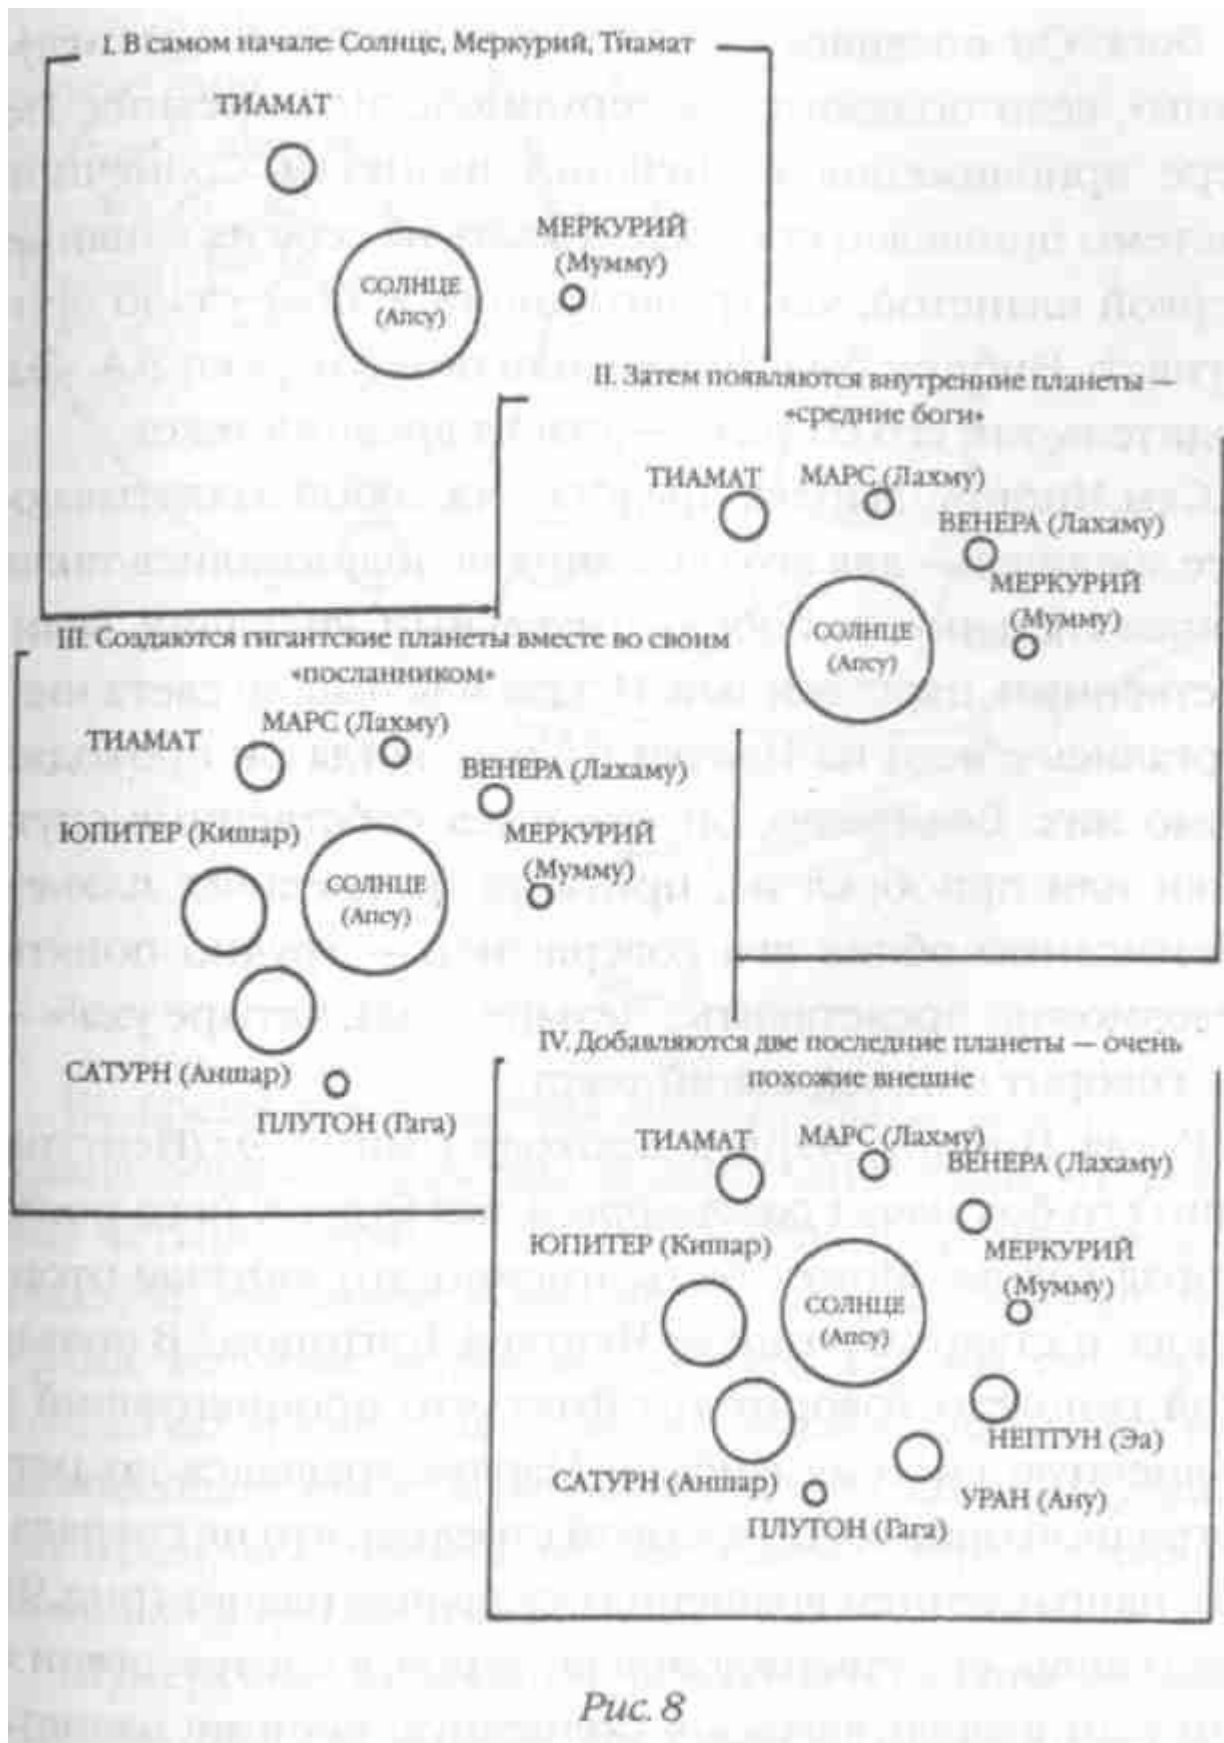 I. В самом начале: Солнце, Меркурий, Тиамат
ТИАМАТ
МЕРКУРИЙ
(Мумму)
СОЛНЦЕ
(Апсу)
II. Затем появляются внутренние планеты —
«средние боги»
ТИАМАТ
МАРС (Лахму)
ВЕНЕРА (Лахаму)
МЕРКУРИЙ
(Мумму)
СОЛНЦЕ
(Апсу)
III. Создаются гигантские планеты вместе во своим
«посланником»
МАРС (Лахму)
ТИАМАТ
ВЕНЕРА (Лахаму)
ЮПИТЕР (Кишар)
МЕРКУРИЙ
(Мумму)
СОЛНЦЕ
(Апсу)
САТУРН (Аншар)
ПЛУТОН (Гага)
IV. Добавляются две последние планеты — очень
похожие внешне
ТИАМАТ
МАРС (Лахму)
ВЕНЕРА (Лахаму)
ЮПИТЕР (Кишар)
МЕРКУРИЙ
(Мумму)
СОЛНЦЕ
(Апсу)
НЕПТУН (Эа)
САТУРН (Аншар)
УРАН (Ану)
ПЛУТОН (Гага)
Рис. 8